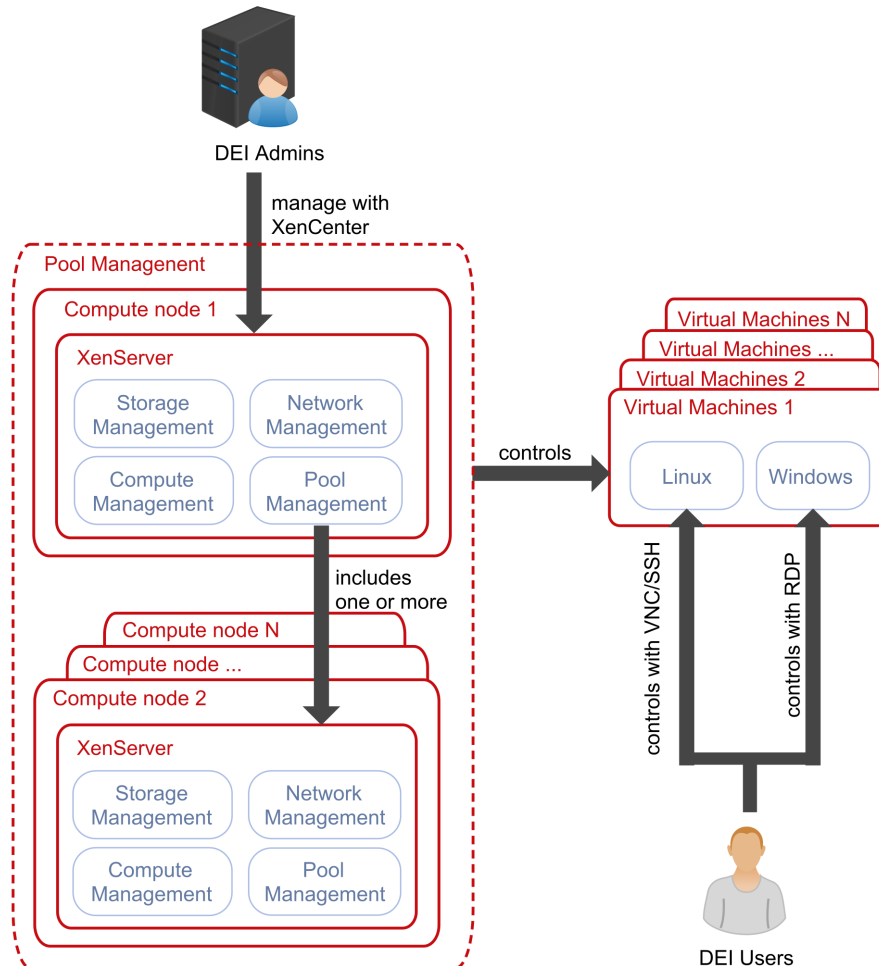 DEI Admins
manage with
XenCenter
Pool Managenent
Compute node 1
XenServer
Storage
Management
Network
Management
Compute
Management
Pool
Management
includes
one or more
Compute node N
Compute node ...
Compute node 2
XenServer
Storage
Management
Network
Management
Compute
Management
Pool
Management
controls
Virtual Machines N
Virtual Machines ...
Virtual Machines 2
Virtual Machines 1
Linux
Windows
controls with VNC/SSH
controls with RDP
DEI Users